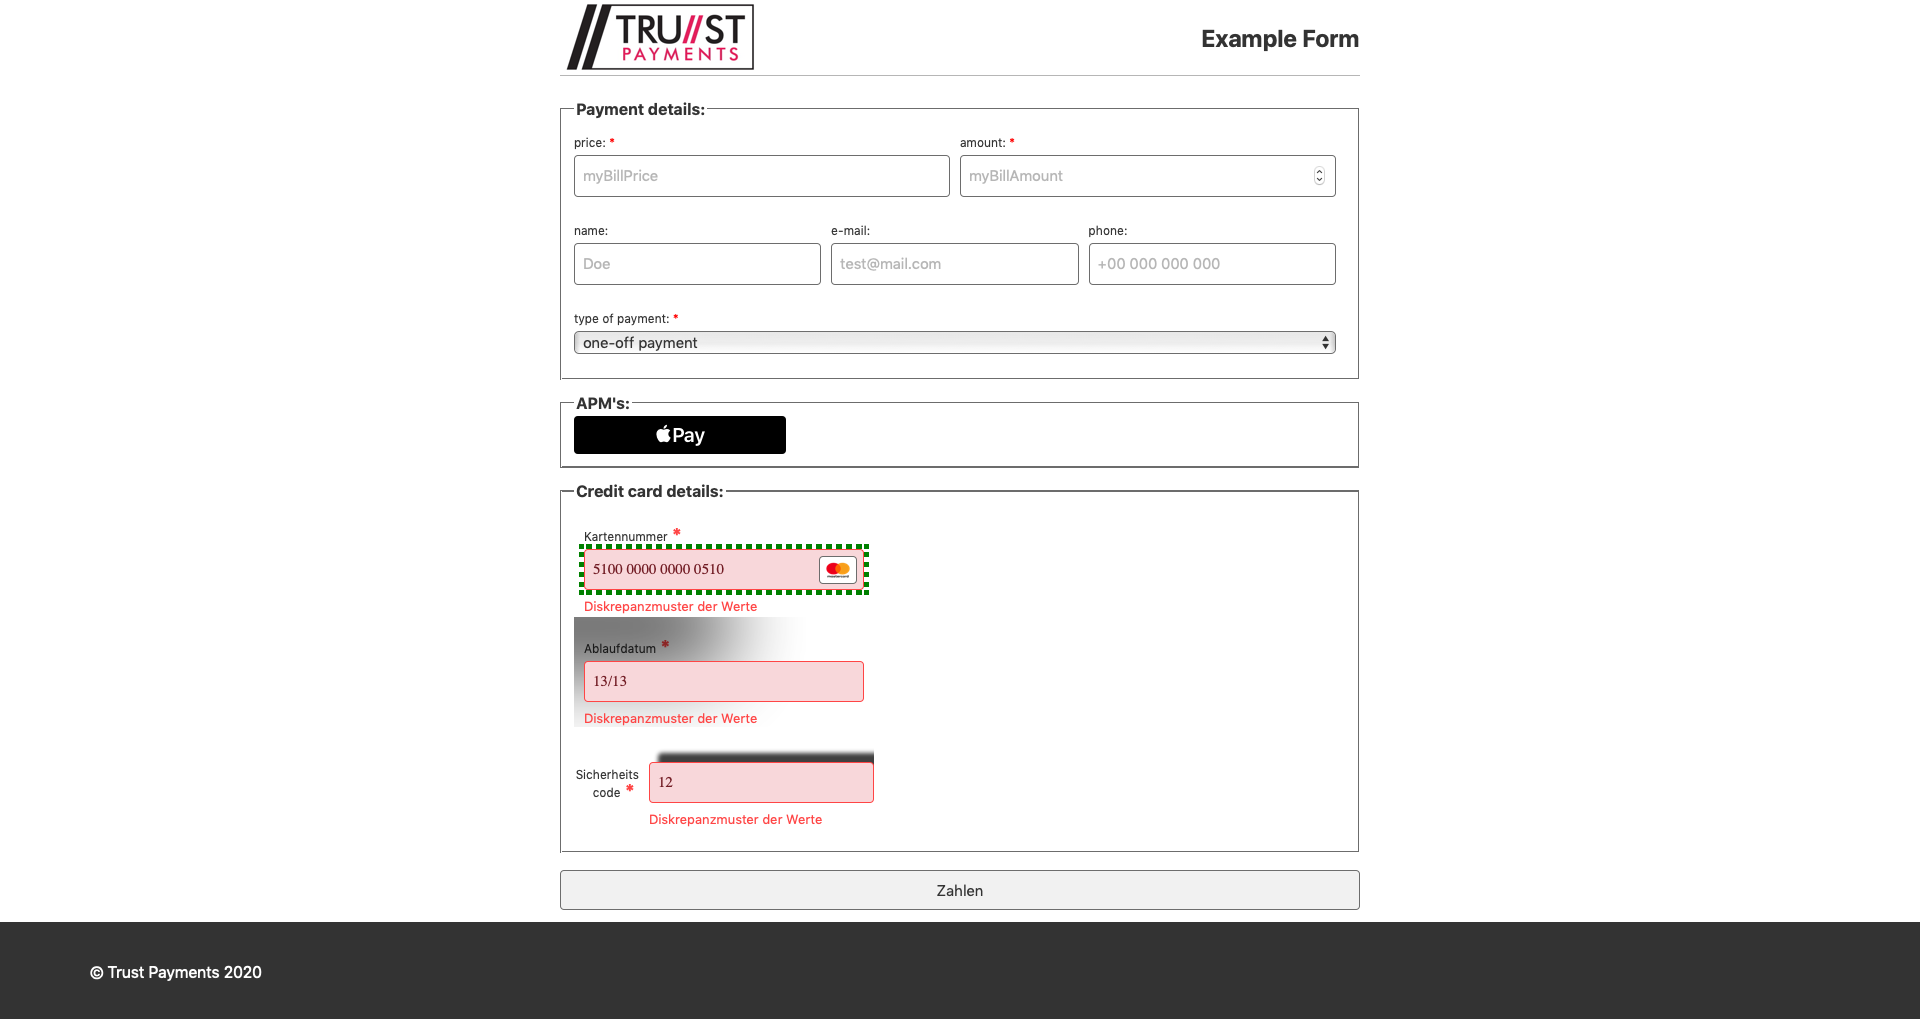 TRU//ST
PAYMENTS
Example Form
Payment details:
price: *
amount: *
myBillPrice
myBillAmount
name:
e-mail:
phone:
Doe
test@mail.com
+00 000 000 000
type of payment: *
one-off payment
APM's:
Pay
Credit card details:
Kartennummer *
5100 0000 0000 0510
mastercard
Diskrepanzmuster der Werte
Ablaufdatum *
13/13
Diskrepanzmuster der Werte
Sicherheits
code *
12
Diskrepanzmuster der Werte
Zahlen
© Trust Payments 2020